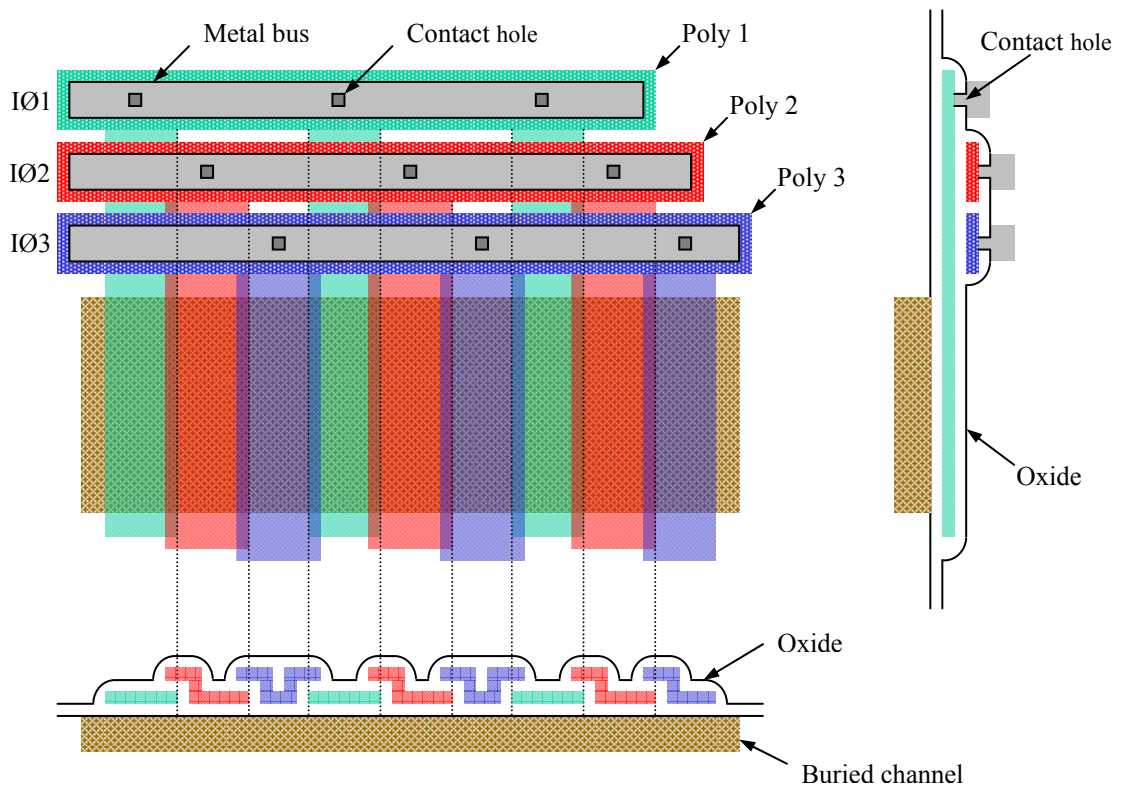 Metal bus
Contact hole
Poly 1
Contact hole
IØ1
Poly 2
IØ2
Poly 3
IØ3
Oxide
Oxide
Buried channel